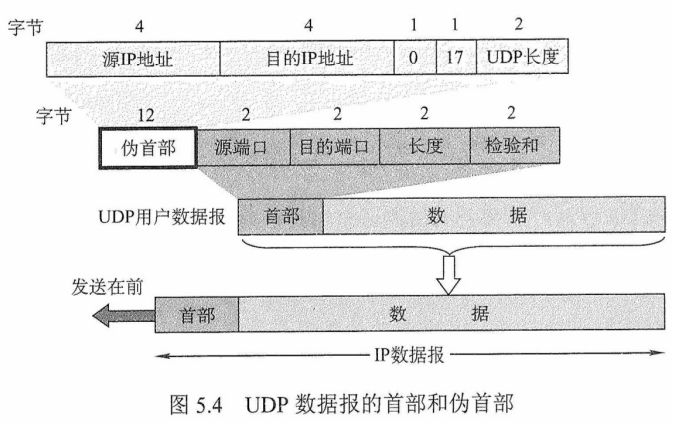 字节 4 4 1 1 2
源IP地址 目的IP地址 0 17 UDP长度
字节 12 2 2 2 2
伪首部 源端口 目的端口 长度 检验和
UDP用户数据报 首部 数 据
发送在前
首部 数 据
IP数据报
图 5.4 UDP 数据报的首部和伪首部